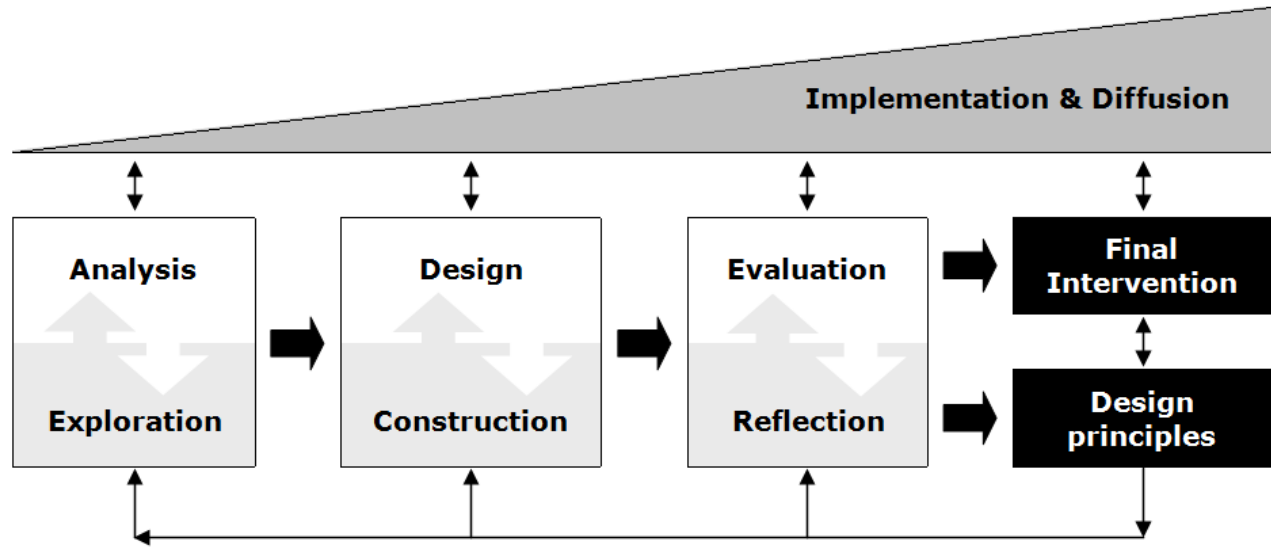 Implementation & Diffusion
Analysis
Exploration
Design
Construction
Evaluation
Reflection
Final
Intervention
Design
principles